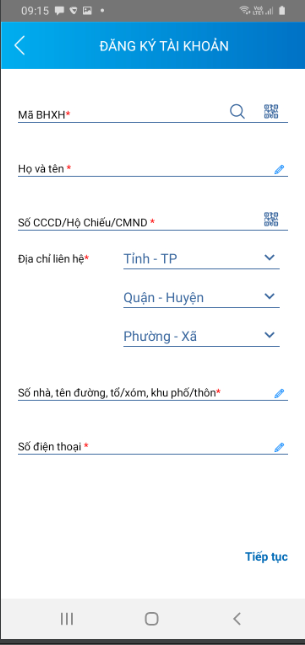 09:15
ĐĂNG KÝ TÀI KHOẢN
Mã BHXH*
Họ và tên *
Số CCCD/Hộ Chiếu/CMND *
Địa chỉ liên hệ*
Tỉnh - TP
Quận - Huyện
Phường - Xã
Số nhà, tên đường, tổ/xóm, khu phố/thôn*
Số điện thoại *
Tiếp tục